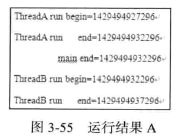 ThreadA run begin=1429494927296
ThreadA run end=1429494932296
main end=1429494932296
ThreadB run begin=1429494932296
ThreadB run end=1429494937296
图 3-55 运行结果 A